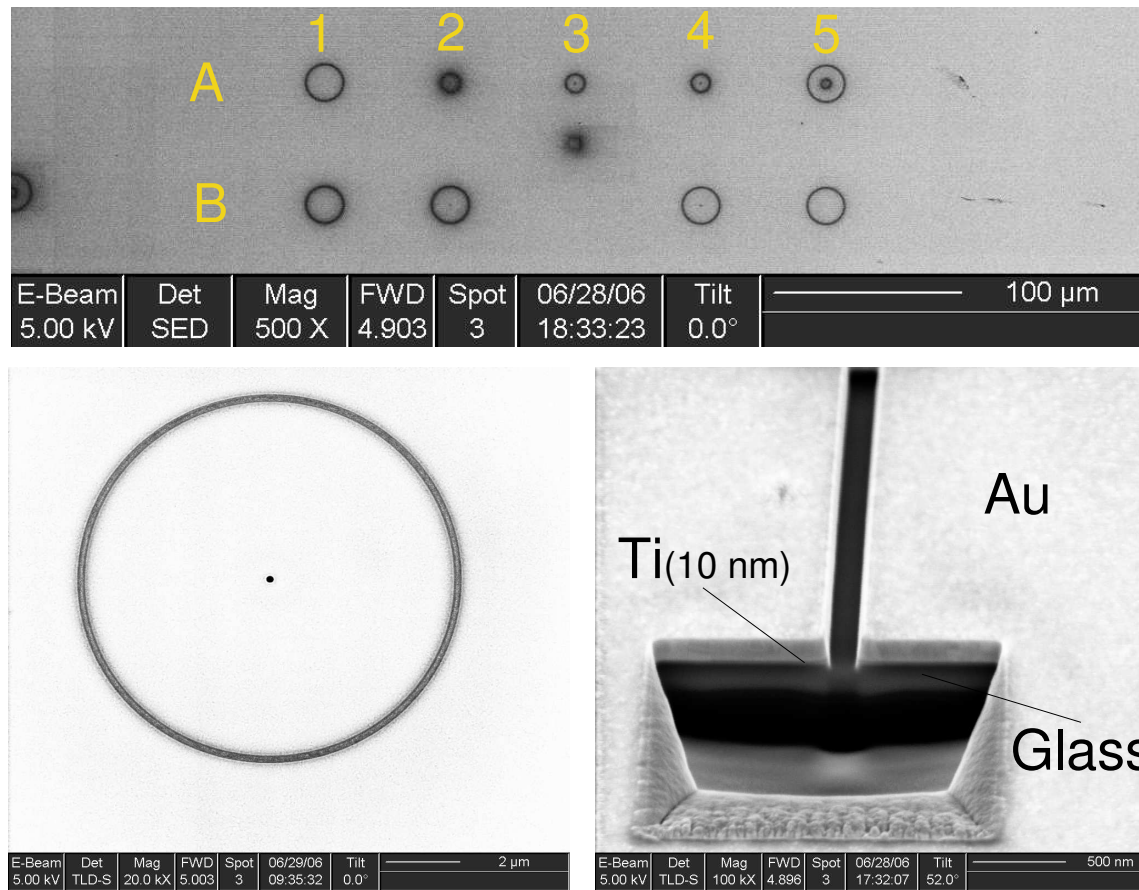 1 2 3 4 5
A
B
E-Beam Det Mag FWD Spot 06/28/06 Tilt 100 µm
5.00 kV SED 500 X 4.903 3 18:33:23 0.0°
Au
Ti(10 nm)
Glass
E-Beam Det Mag FWD Spot 06/29/06 Tilt 2 µm
5.00 kV TLD-S 20.0 kX 5.003 3 09:35:32 0.0°
E-Beam Det Mag FWD Spot 06/28/06 Tilt 500 nm
5.00 kV TLD-S 100 kX 4.896 3 17:32:07 52.0°